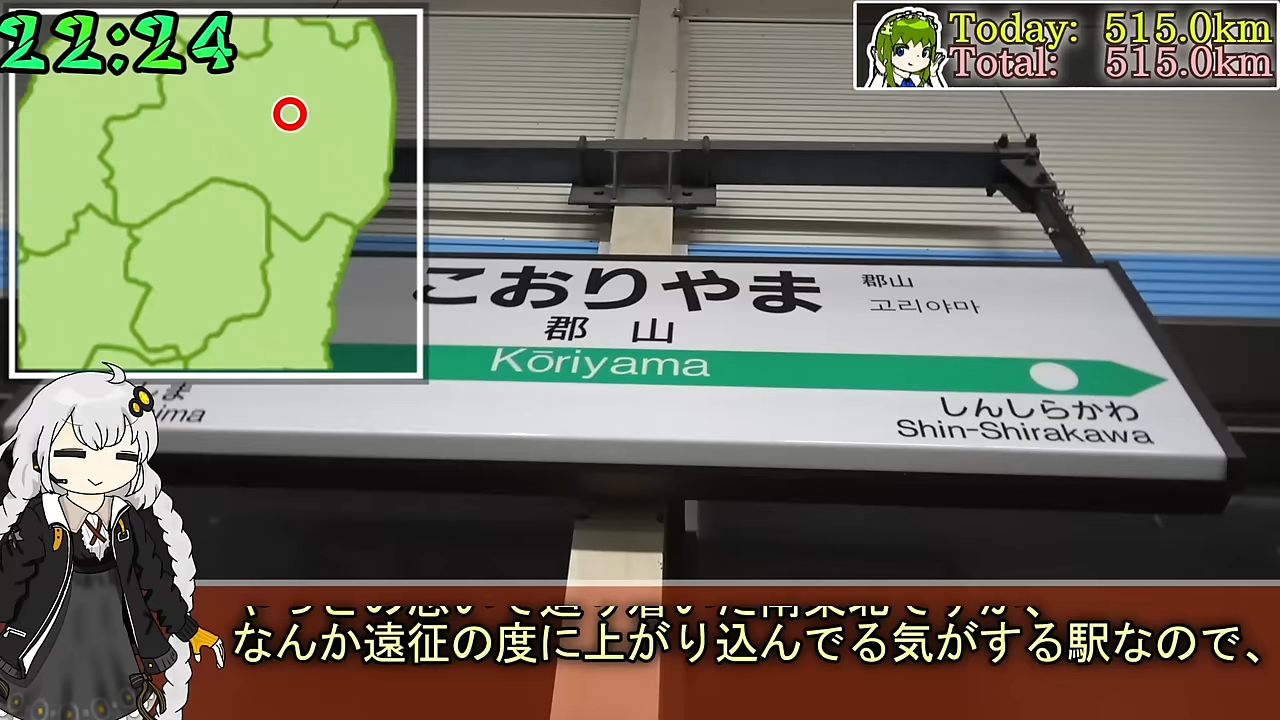 22:24
Today: 515.0km
Total: 515.0km
こおりやま
郡山
고리야마
郡 山
Kōriyama
しんしらかわ
Shin-Shirakawa
なんか遠征の度に上がり込んでる気がする駅なので、